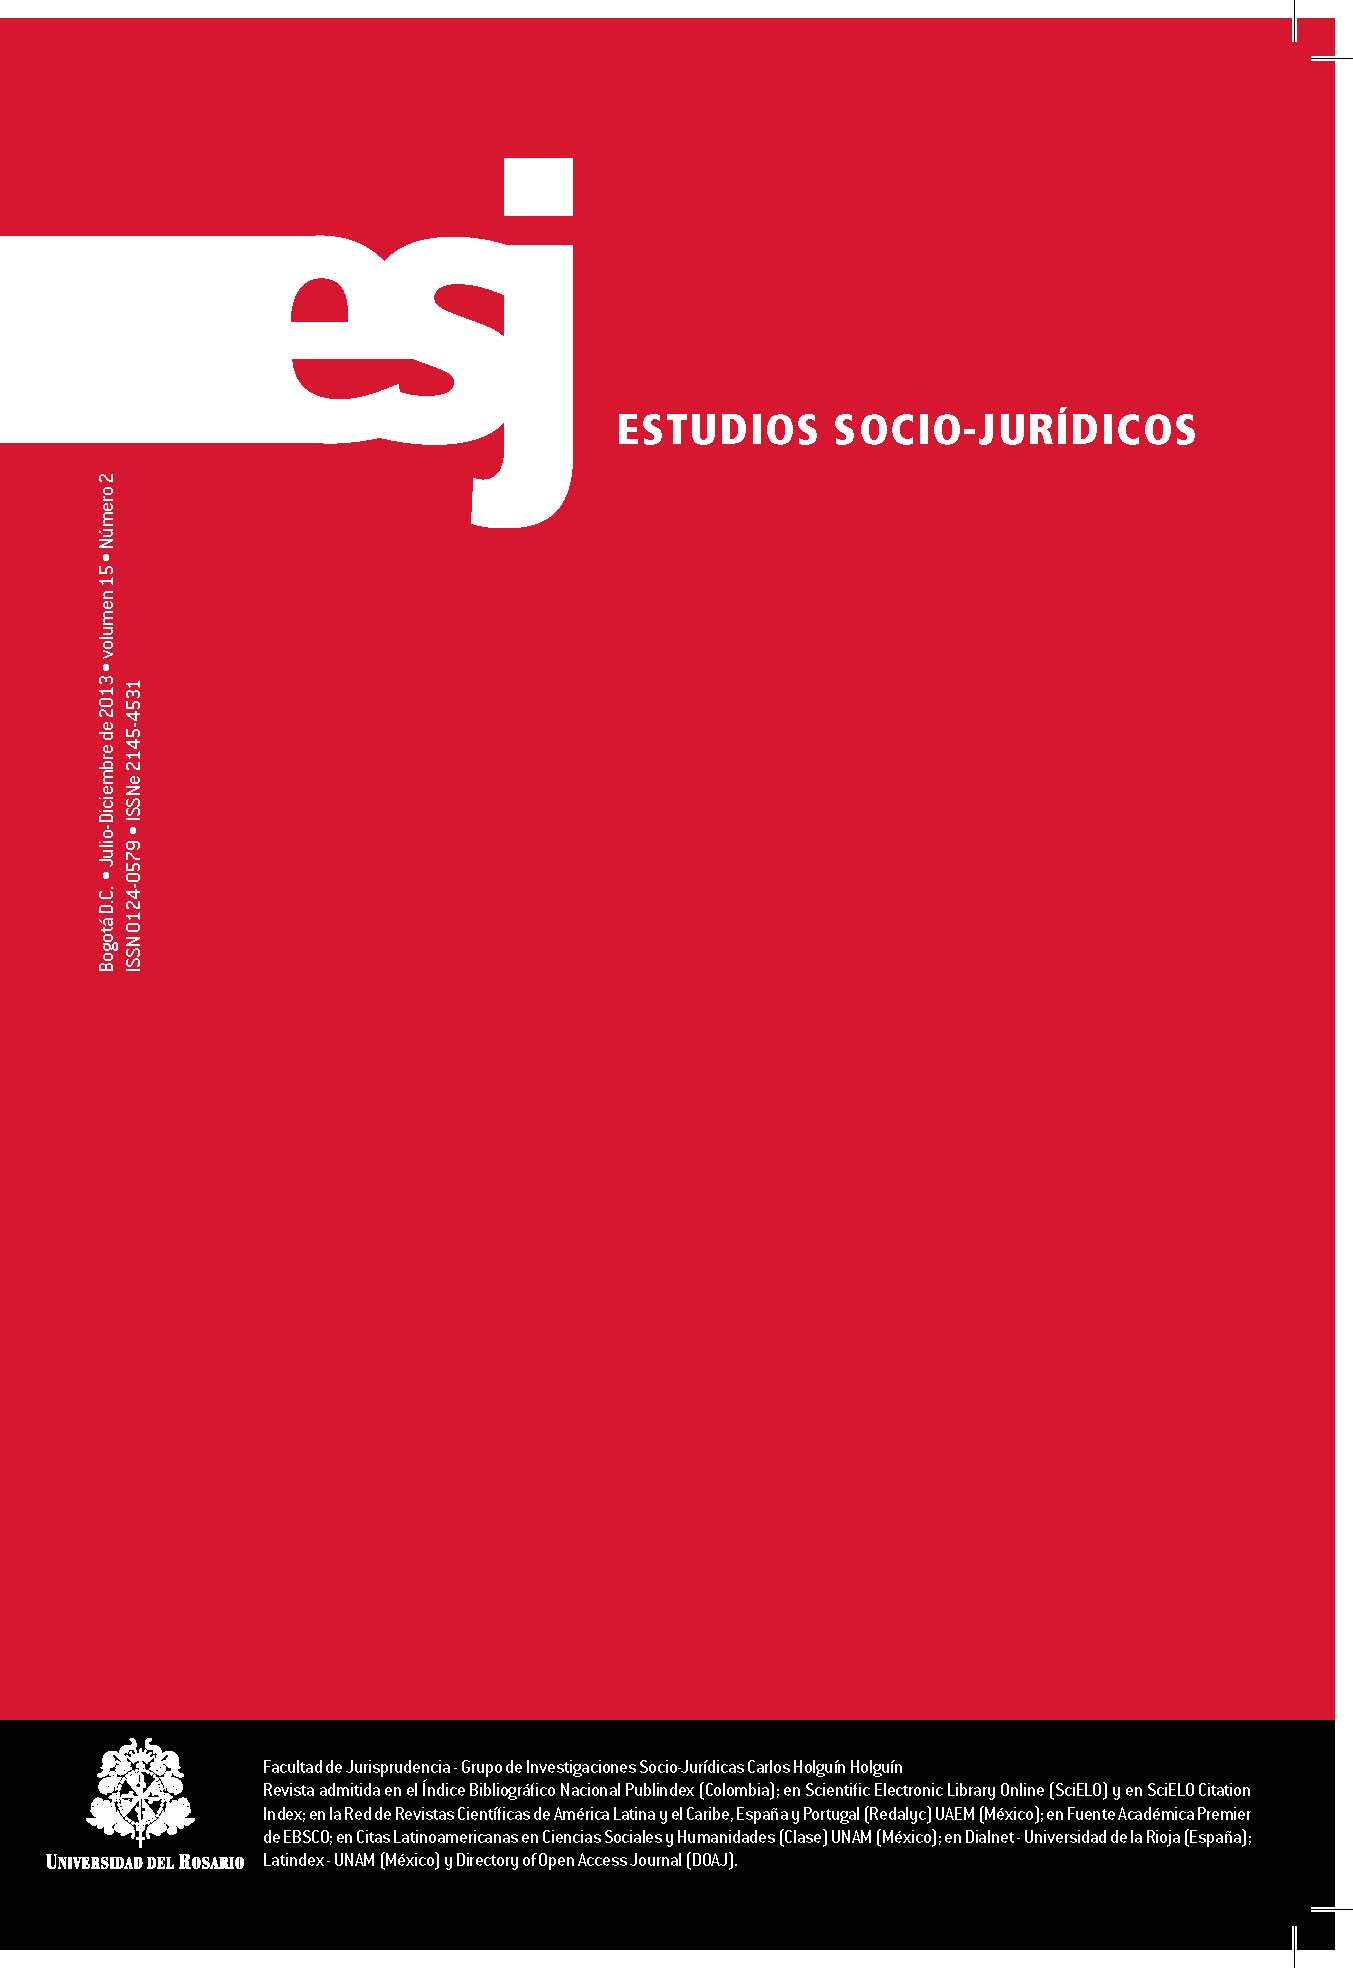 esj
ESTUDIOS SOCIO-JURÍDICOS
Bogotá D.C. • Julio-Diciembre de 2013 • volumen 15 • Número 2
ISSN 0124-0579 • ISSNe 2145-4531
UNIVERSIDAD DEL ROSARIO
Facultad de Jurisprudencia - Grupo de Investigaciones Socio-Jurídicas Carlos Holguín Holguín
Revista admitida en el Índice Bibliográfico Nacional Publindex (Colombia); en Scientific Electronic Library Online (SciELO) y en SciELO Citation
Index; en la Red de Revistas Científicas de América Latina y el Caribe, España y Portugal (Redalyc) UAEM (México); en Fuente Académica Premier
de EBSCO; en Citas Latinoamericanas en Ciencias Sociales y Humanidades (Clase) UNAM (México); en Dialnet - Universidad de la Rioja (España);
Latindex - UNAM (México) y Directory of Open Access Journal (DOAJ).